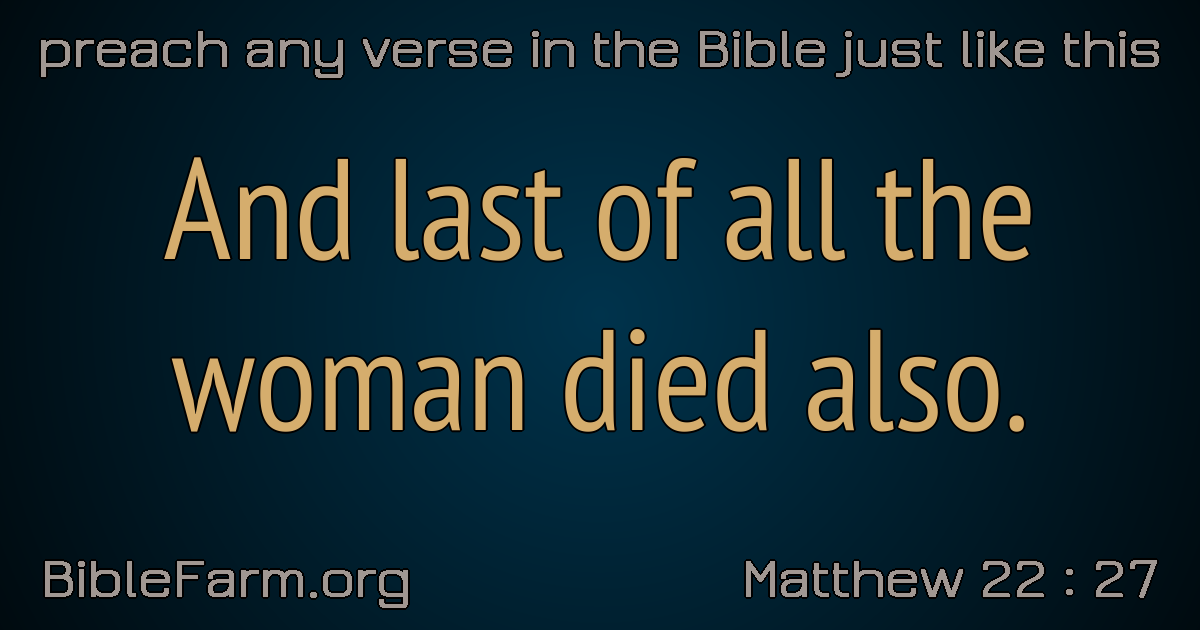 preach any verse in the Bible just like this
And last of all the
woman died also.
BibleFarm.org
Matthew 22 : 27